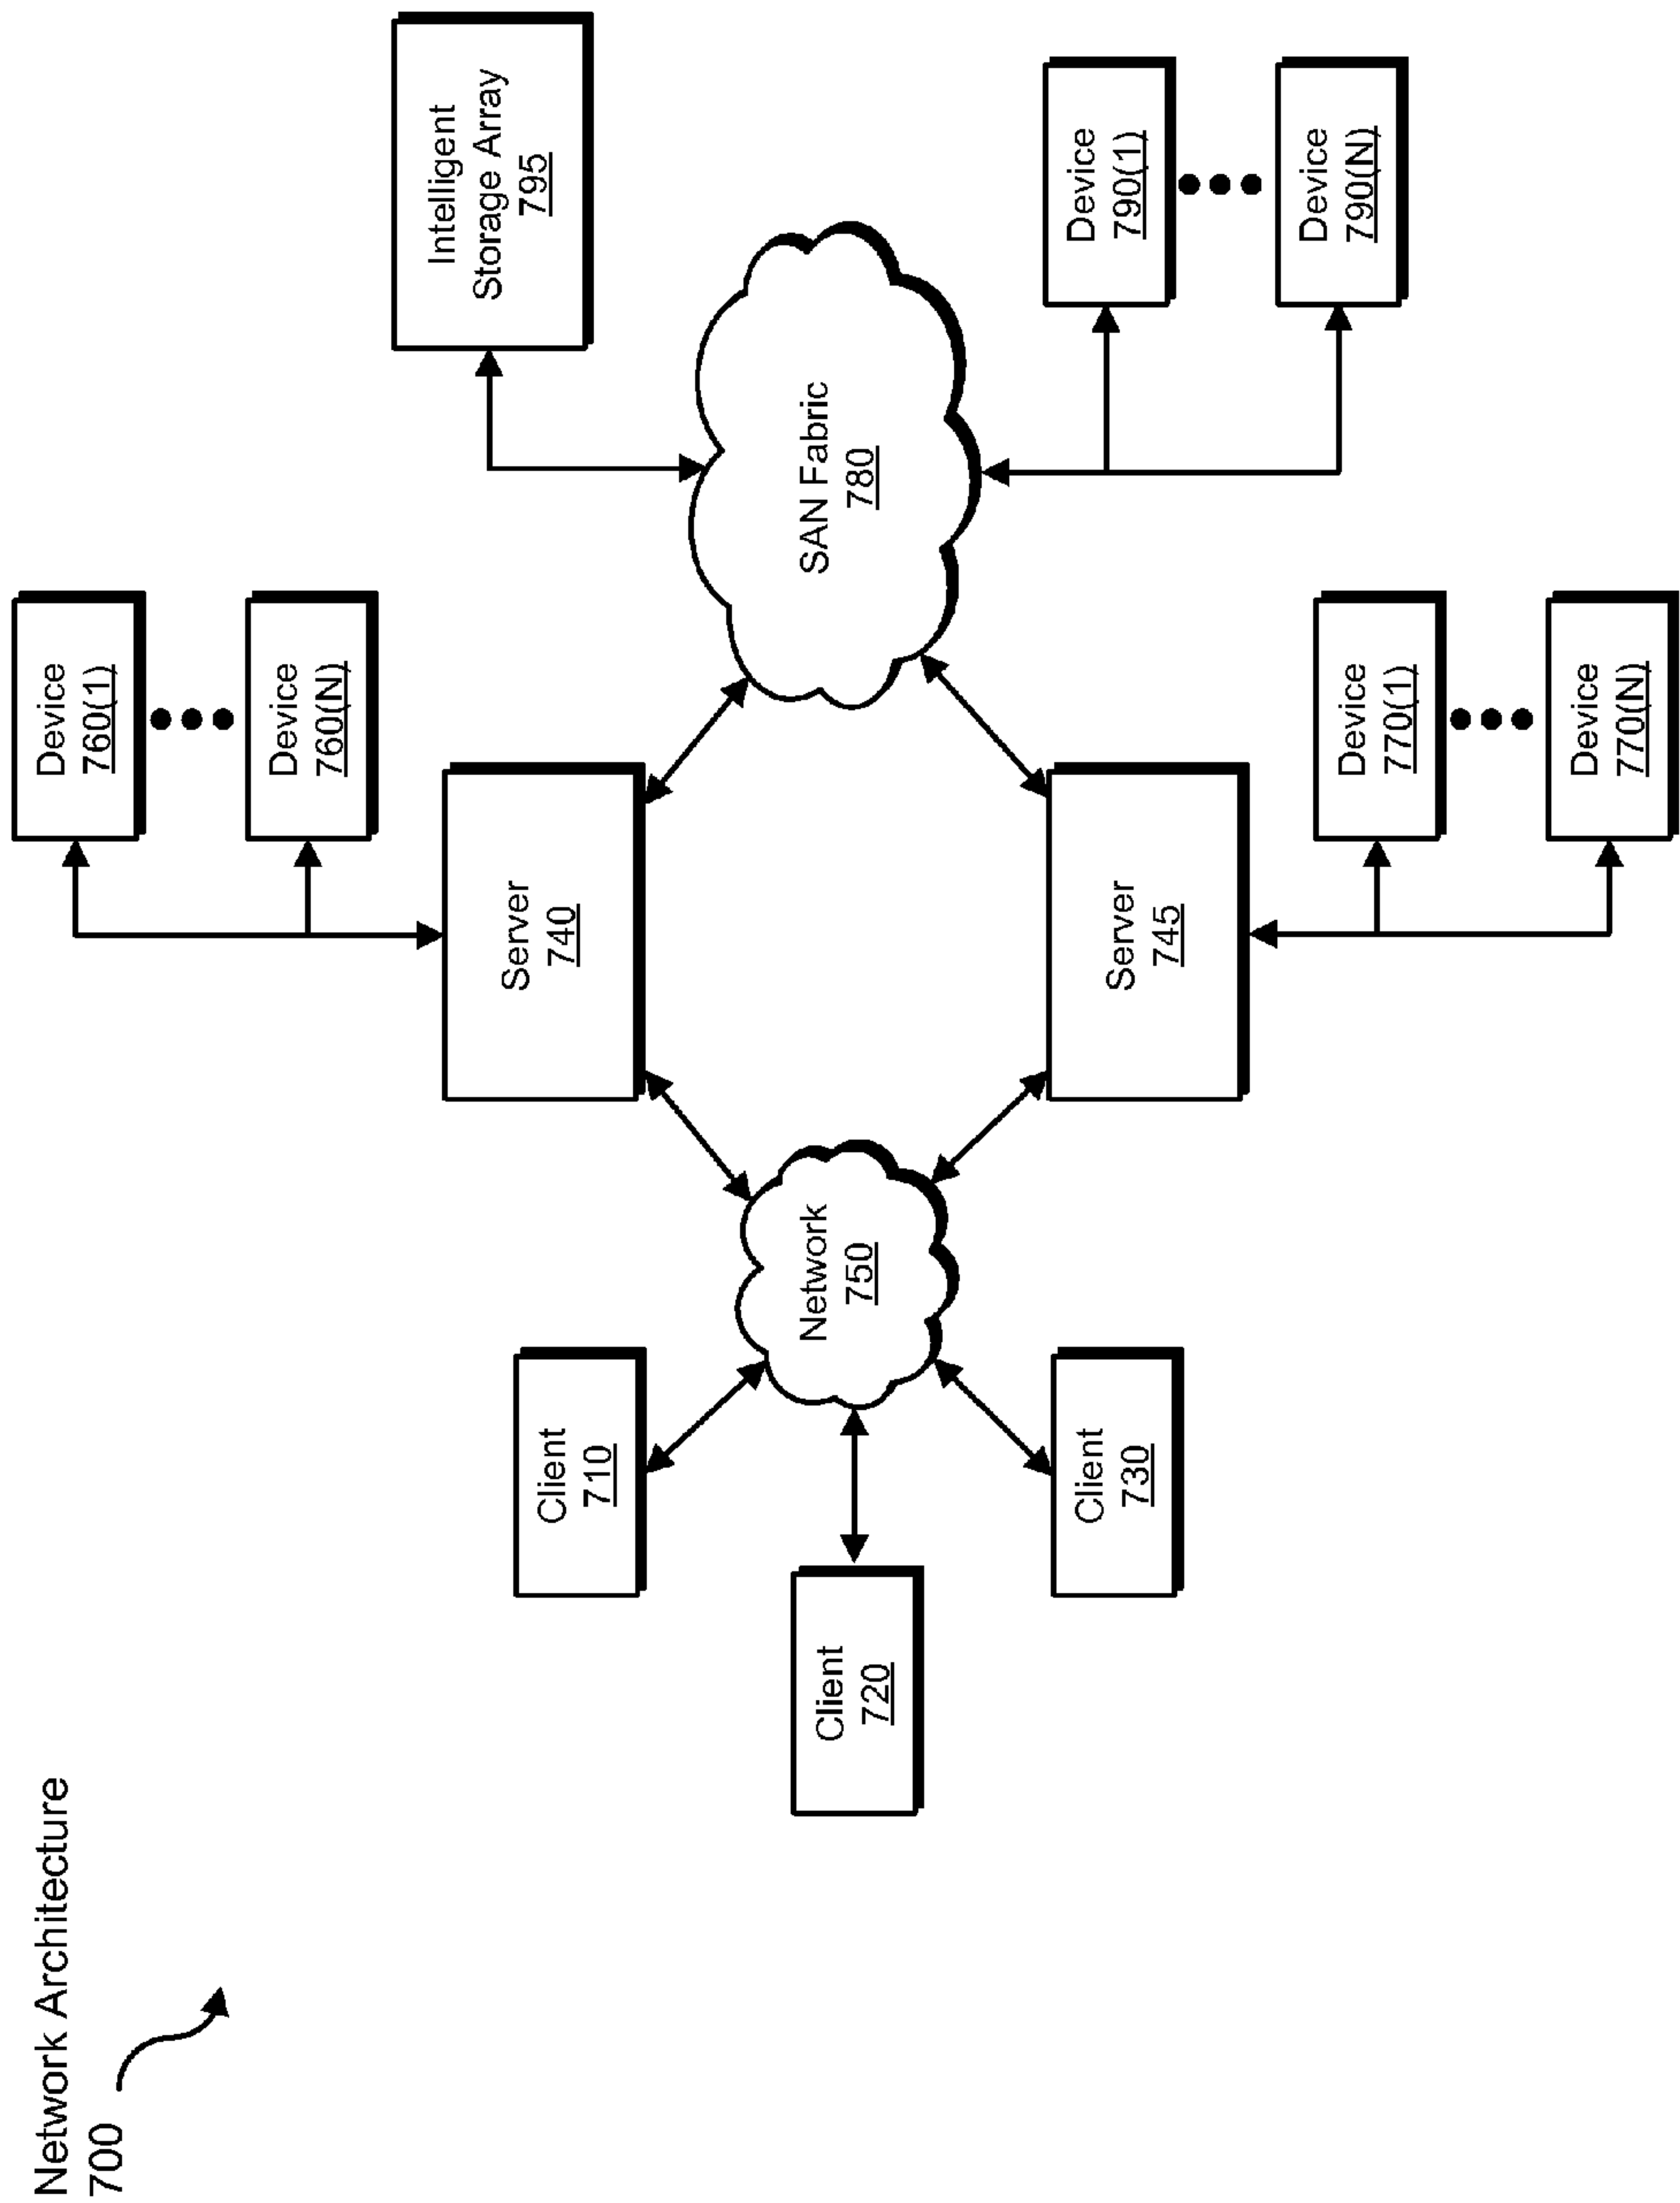 Network Architecture
700
Device
760(1)
Device
760(N)
Intelligent
Storage Array
795
Client
710
Server
740
Client
720
Network
750
SAN Fabric
780
Client
730
Server
745
Device
790(1)
Device
790(N)
Device
770(1)
Device
770(N)